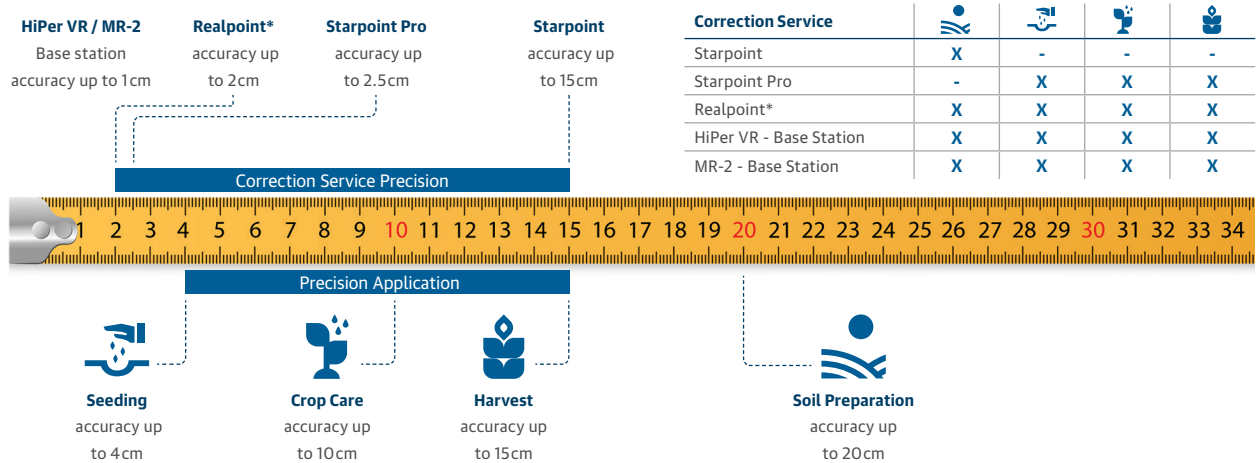 HiPer VR / MR-2
Base station
accuracy up to 1cm
Realpoint*
accuracy up
to 2cm
Starpoint Pro
accuracy up
to 2.5cm
Starpoint
accuracy up
to 15cm
Correction Service
Starpoint X - - -
Starpoint Pro - X X X
Realpoint* X X X X
HiPer VR - Base Station X X X X
MR-2 - Base Station X X X X
Correction Service Precision
1 2 3 4 5 6 7 8 9 10 11 12 13 14 15 16 17 18 19 20 21 22 23 24 25 26 27 28 29 30 31 32 33 34
Precision Application
Seeding
accuracy up
to 4cm
Crop Care
accuracy up
to 10cm
Harvest
accuracy up
to 15cm
Soil Preparation
accuracy up
to 20cm